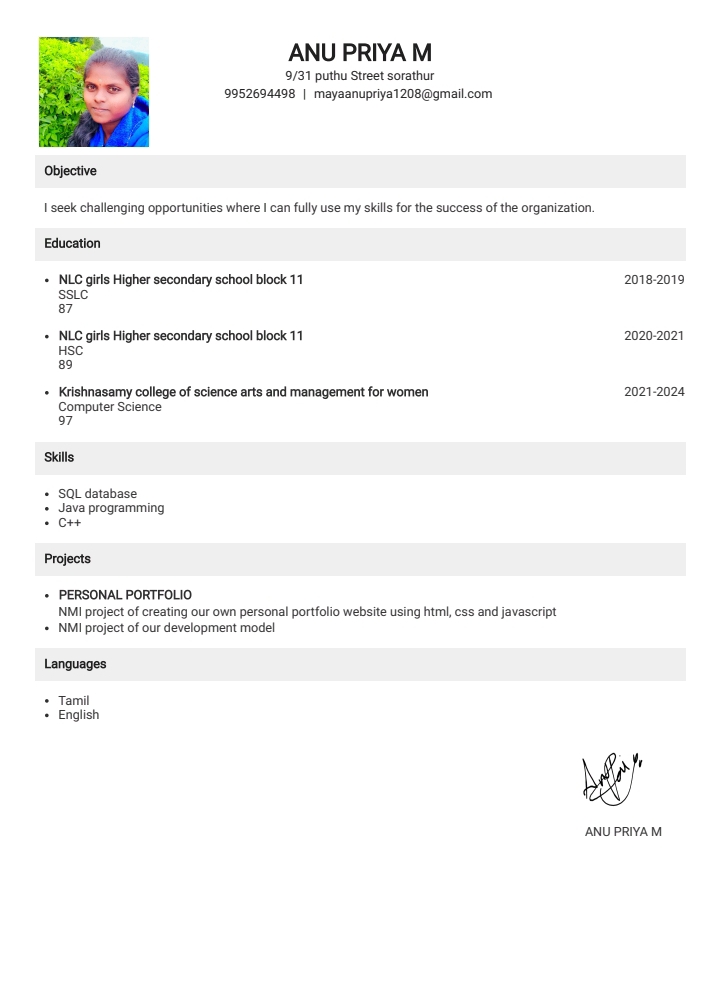 ANU PRIYA M
9/31 puthu Street sorathur
9952694498 | mayaanupriya1208@gmail.com
Objective
I seek challenging opportunities where I can fully use my skills for the success of the organization.
Education
• NLC girls Higher secondary school block 11 2018-2019
SSLC
87
• NLC girls Higher secondary school block 11 2020-2021
HSC
89
• Krishnasamy college of science arts and management for women 2021-2024
Computer Science
97
Skills
• SQL database
• Java programming
• C++
Projects
• PERSONAL PORTFOLIO
NMI project of creating our own personal portfolio website using html, css and javascript
• NMI project of our development model
Languages
• Tamil
• English
ANU PRIYA M